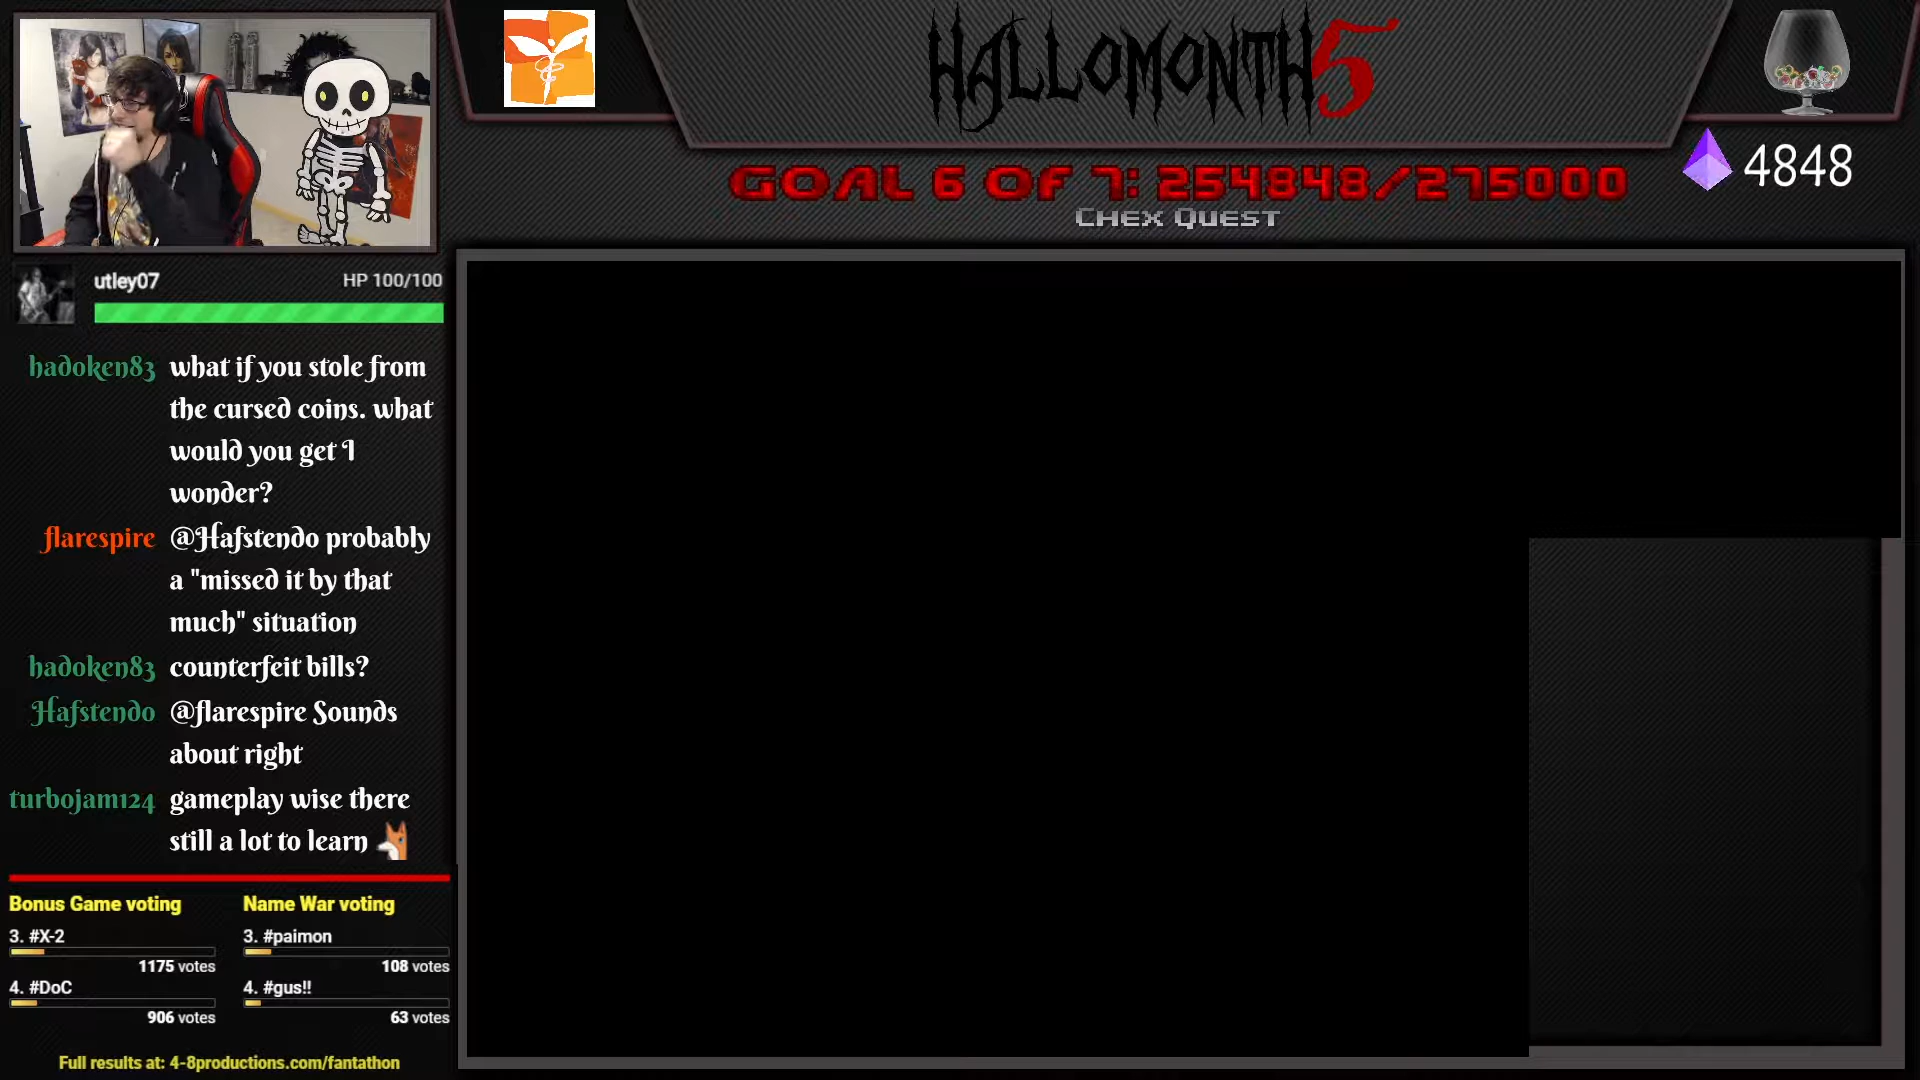 HALLOMONTH5
GOAL 6 OF 7: 254848/275000
Chex Quest
4848
utley07 HP 100/100
hadoken83 what if you stole from
the cursed coins. what
would you get I
wonder?
flarespire @Hafstendo probably
a "missed it by that
much" situation
hadoken83 counterfeit bills?
Hafstendo @flarespire Sounds
about right
turbojam124 gameplay wise there
still a lot to learn
Bonus Game voting
3. #X-2
1175 votes
4. #DoC
906 votes
Name War voting
3. #paimon
108 votes
4. #gus!!
63 votes
Full results at: 4-8productions.com/fantathon